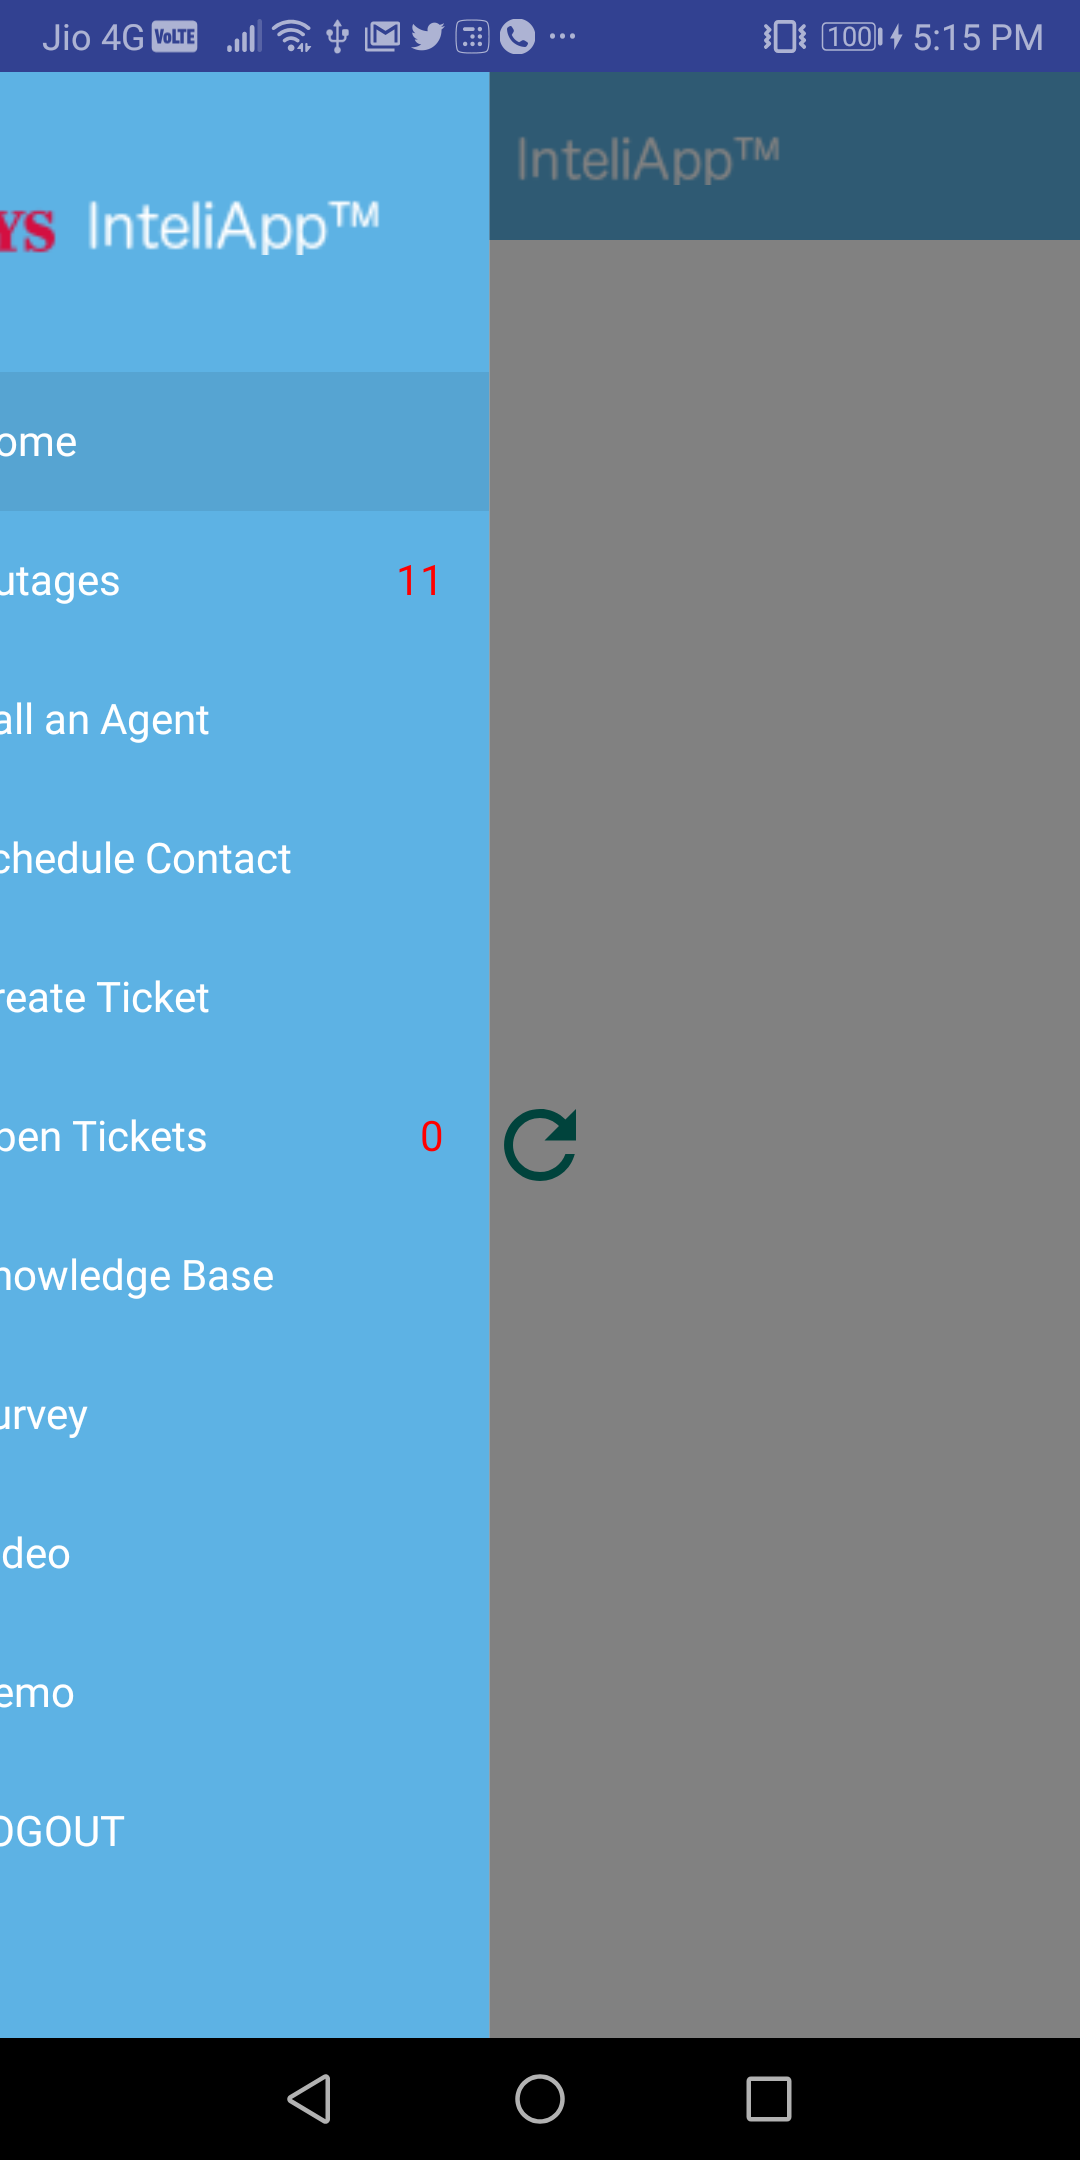 Jio 4G VoLTE 100 5:15 PM
YS InteliApp™ InteliApp™
ome
utages 11
all an Agent
chedule Contact
reate Ticket
pen Tickets 0
nowledge Base
urvey
deo
emo
OGOUT